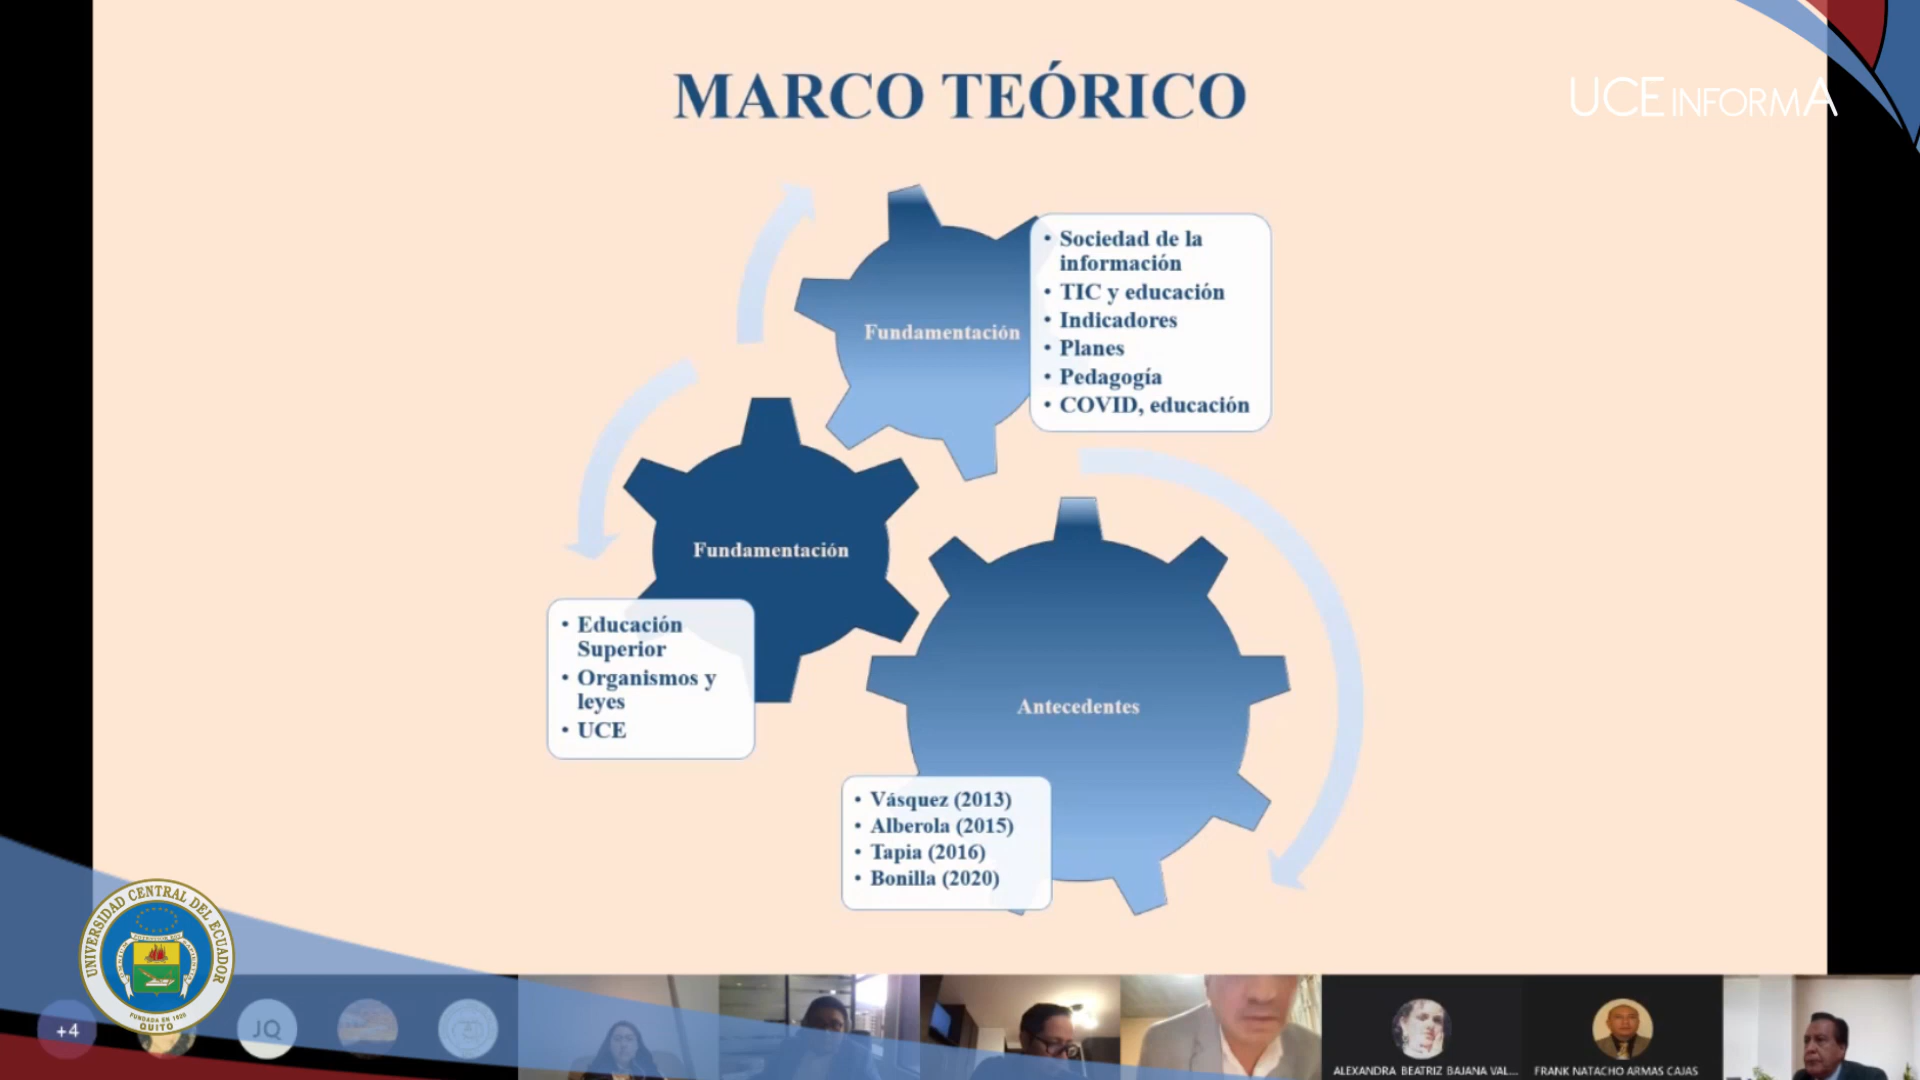 MARCO TEÓRICO
UCE INFORMA
Fundamentación
• Sociedad de la
información
• TIC y educación
• Indicadores
• Planes
• Pedagogía
• COVID, educación
Fundamentación
• Educación
Superior
• Organismos y
leyes
• UCE
Antecedentes
• Vásquez (2013)
• Alberola (2015)
• Tapia (2016)
• Bonilla (2020)
UNIVERSIDAD CENTRAL DEL ECUADOR
FUNDADA EN 1826
QUITO
+4
JQ
ALEXANDRA BEATRIZ BAJANA VAL...
FRANK NATACHO ARMAS CAJAS